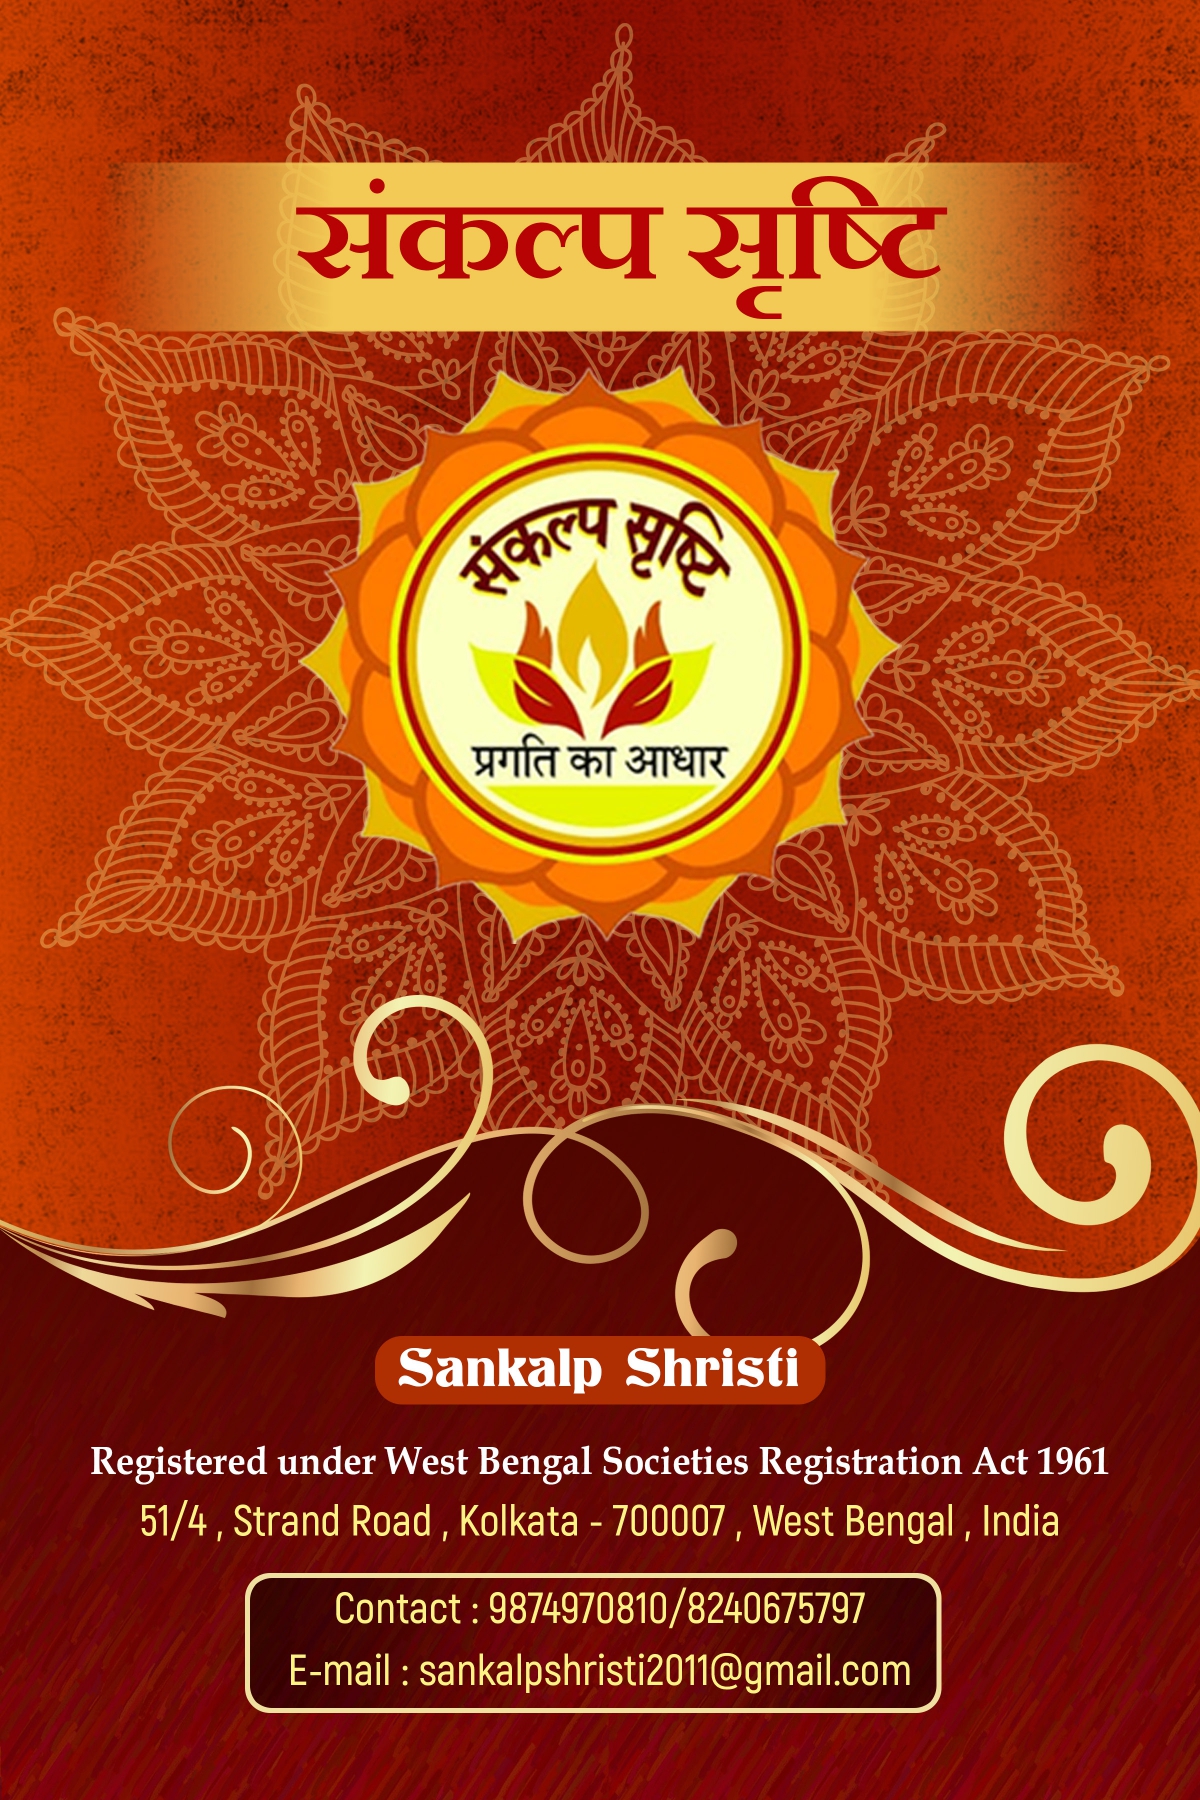 संकल्प सृष्टि
संकल्प सृष्टि
प्रगति का आधार
Sankalp Shristi
Registered under West Bengal Societies Registration Act 1961
51/4 , Strand Road , Kolkata - 700007 , West Bengal , India
Contact : 9874970810/8240675797
E-mail : sankalpshristi2011@gmail.com